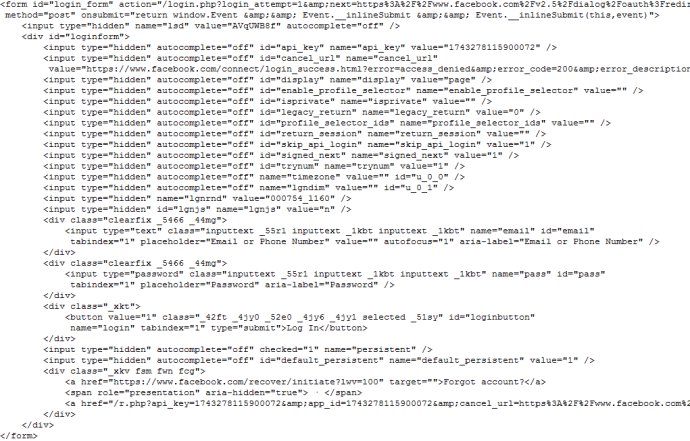 <form id="login_form" action="/login.php?login_attempt=1&amp;next=https%3A%2F%2Fwww.facebook.com%2Fv2.5%2Fdialog%2Foauth%3Fredir
method="post" onsubmit="return window.Event &amp;&amp; Event.__inlineSubmit &amp;&amp; Event.__inlineSubmit(this,event)">
<input type="hidden" name="lsd" value="AVqUWB8f" autocomplete="off" />
<div id="loginform">
<input type="hidden" autocomplete="off" id="api_key" name="api_key" value="1743278115900072" />
<input type="hidden" autocomplete="off" id="cancel_url" name="cancel_url"
value="https://www.facebook.com/connect/login_success.html?error=access_denied&amp;error_code=200&amp;error_description
<input type="hidden" autocomplete="off" id="display" name="display" value="page" />
<input type="hidden" autocomplete="off" id="enable_profile_selector" name="enable_profile_selector" value="" />
<input type="hidden" autocomplete="off" id="isprivate" name="isprivate" value="" />
<input type="hidden" autocomplete="off" id="legacy_return" name="legacy_return" value="0" />
<input type="hidden" autocomplete="off" id="profile_selector_ids" name="profile_selector_ids" value="" />
<input type="hidden" autocomplete="off" id="return_session" name="return_session" value="" />
<input type="hidden" autocomplete="off" id="skip_api_login" name="skip_api_login" value="1" />
<input type="hidden" autocomplete="off" id="signed_next" name="signed_next" value="1" />
<input type="hidden" autocomplete="off" id="trynum" name="trynum" value="1" />
<input type="hidden" autocomplete="off" name="timezone" value="" id="u_0_0" />
<input type="hidden" autocomplete="off" name="lgndim" value="" id="u_0_1" />
<input type="hidden" name="lgnrnd" value="000754_l160" />
<input type="hidden" id="lgnjs" name="lgnjs" value="n" />
<div class="clearfix _5466 _44mg">
<input type="text" class="inputtext _55r1 inputtext _1kbt inputtext _1kbt" name="email" id="email"
tabindex="1" placeholder="Email or Phone Number" value="" autofocus="1" aria-label="Email or Phone Number" />
</div>
<div class="clearfix _5466 _44mg">
<input type="password" class="inputtext _55r1 inputtext _1kbt inputtext _1kbt" name="pass" id="pass"
tabindex="1" placeholder="Password" aria-label="Password" />
</div>
<div class="_xkt">
<button value="1" class="_42ft _4jy0 _52e0 _4jy6 _4jy1 selected _51sy" id="loginbutton"
name="login" tabindex="1" type="submit">Log In</button>
</div>
<input type="hidden" autocomplete="off" checked="1" name="persistent" />
<input type="hidden" autocomplete="off" id="default_persistent" name="default_persistent" value="1" />
<div class="_xkv fsm fwn fcg">
<a href="https://www.facebook.com/recover/initiate?lwv=100" target="">Forgot account?</a>
<span role="presentation" aria-hidden="true"> · </span>
<a href="/r.php?api_key=1743278115900072&amp;app_id=1743278115900072&amp;cancel_url=https%3A%2F%2Fwww.facebook.com%2
</div>
</div>
</form>